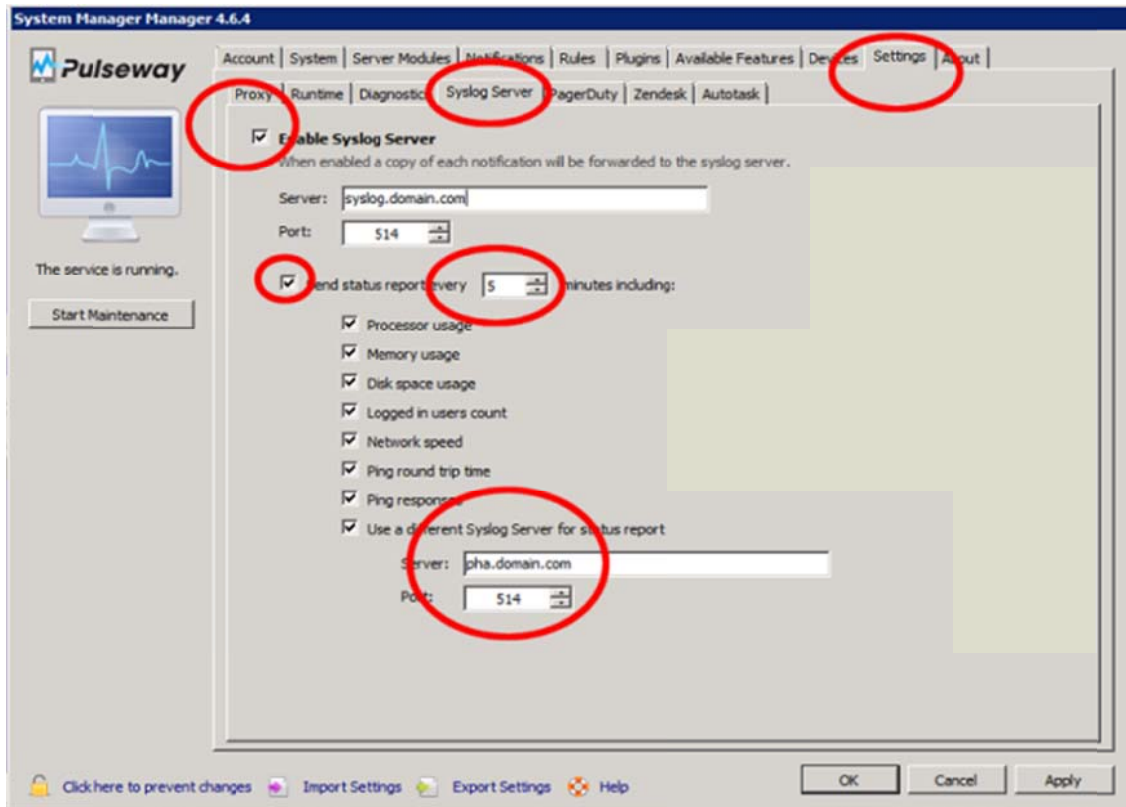 System Manager Manager 4.6.4
Pulseway
Account System Server Modules Notifications Rules Plugins Available Features Devices Settings About
Proxy Runtime Diagnostics Syslog Server PagerDuty Zendesk Autotask
Enable Syslog Server
When enabled a copy of each notification will be forwarded to the syslog server.
Server: syslog.domain.com
Port: 514
The service is running.
Send status report every 5 minutes including:
Start Maintenance
Processor usage
Memory usage
Disk space usage
Logged in users count
Network speed
Ping round trip time
Ping responses
Use a different Syslog Server for status report
Server: pha.domain.com
Port: 514
Click here to prevent changes Import Settings Export Settings Help OK Cancel Apply